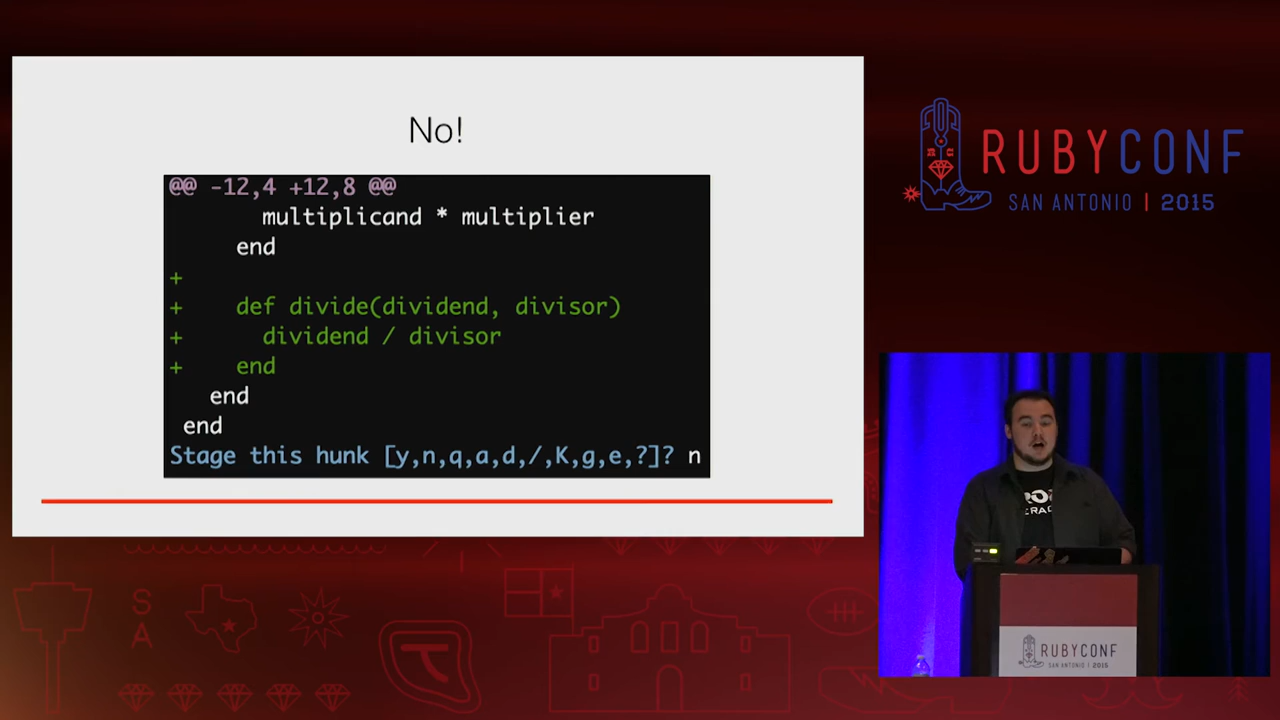 No!
@@ -12,4 +12,8 @@
multiplicand * multiplier
end
+
+ def divide(dividend, divisor)
+ dividend / divisor
+ end
end
end
Stage this hunk [y,n,q,a,d,/,K,g,e,?]? n
RUBYCONF
SAN ANTONIO | 2015
RUBYCONF
SAN ANTONIO | 2015
S
A